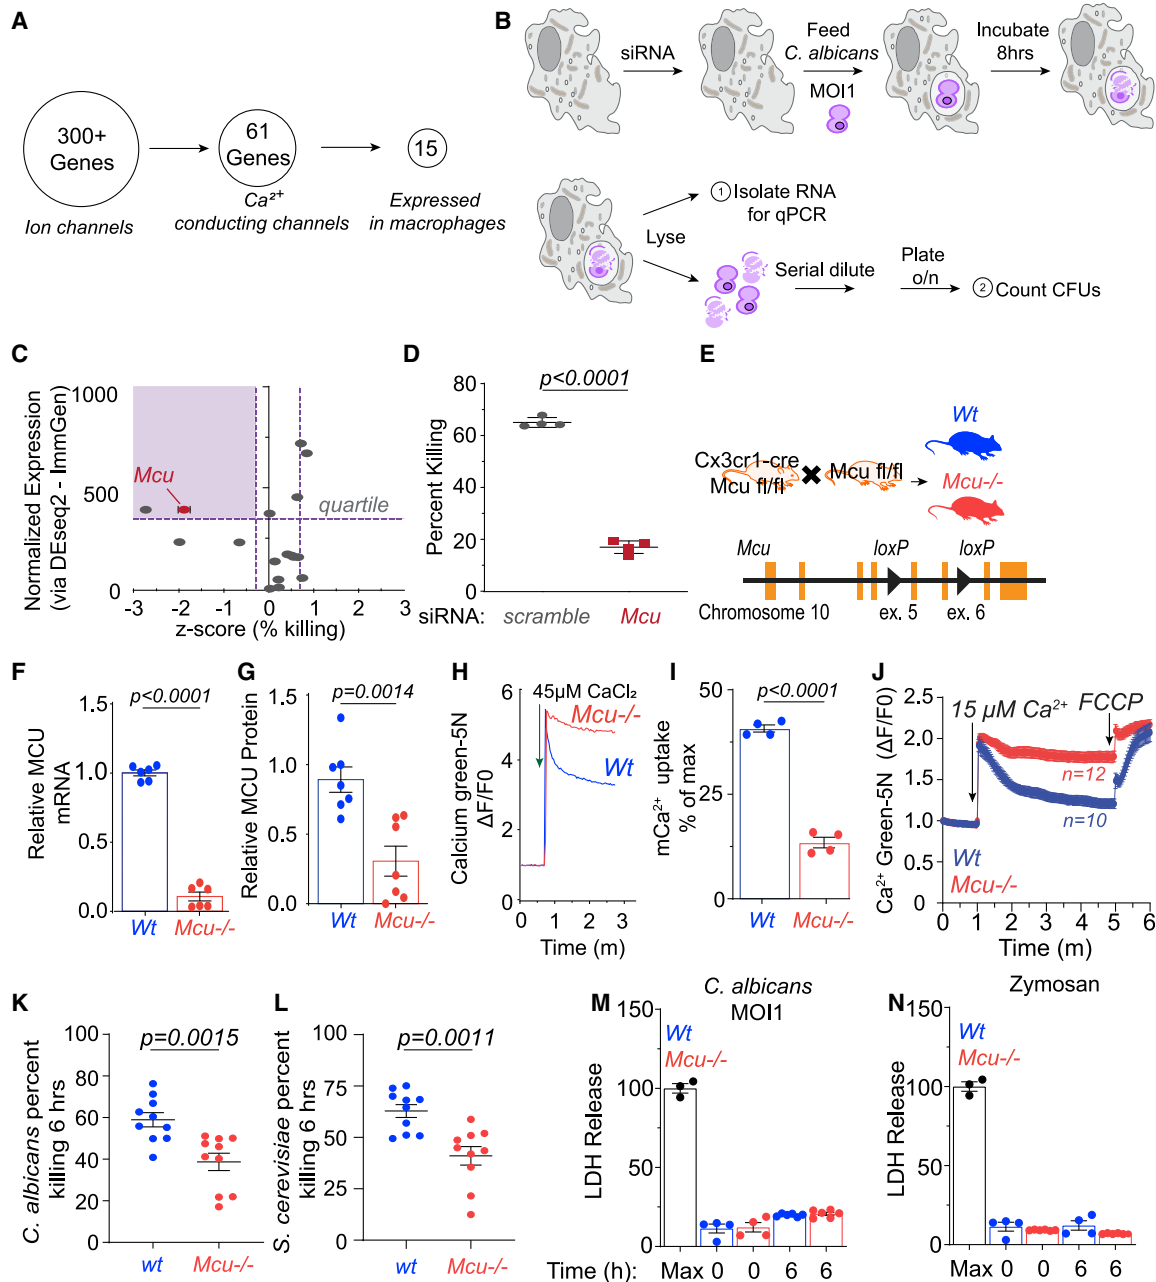 A
300+
Genes
61
Genes
15
Ion channels
Ca²⁺
conducting channels
Expressed
in macrophages
B
siRNA
Feed
C. albicans
MOI1
Incubate
8hrs
Lyse
1 Isolate RNA
for qPCR
Serial dilute
Plate
o/n
2 Count CFUs
C
Normalized Expression
(via DEseq2 - ImmGen)
1000
500
0
Mcu
quartile
-3 -2 -1 0 1 2 3
z-score (% killing)
D
Percent Killing
80
60
40
20
0
p<0.0001
siRNA: scramble Mcu
E
Cx3cr1-cre
Mcu fl/fl
Mcu fl/fl
Wt
Mcu-/-
Mcu loxP loxP
Chromosome 10 ex. 5 ex. 6
F
Relative MCU
mRNA
p<0.0001
1.5
1.0
0.5
0.0
Wt Mcu-/-
G
Relative MCU Protein
p=0.0014
1.5
1.0
0.5
0.0
Wt Mcu-/-
H
Calcium green-5N
ΔF/F0
45µM CaCl₂
6
4
2
0
Mcu-/-
Wt
0 1 2 3
Time (m)
I
mCa²⁺ uptake
% of max
p<0.0001
50
25
0
Wt Mcu-/-
J
Ca²⁺ Green-5N (ΔF/F0)
2.5
2.0
1.5
1.0
0.5
0
15 µM Ca²⁺ FCCP
n=12
n=10
Wt
Mcu-/-
0 1 2 3 4 5 6
Time (m)
K
C. albicans percent
killing 6 hrs
p=0.0015
100
80
60
40
20
0
wt Mcu-/-
L
S. cerevisiae percent
killing 6 hrs
p=0.0011
100
75
50
25
0
wt Mcu-/-
M
C. albicans
MOI1
LDH Release
150
100
50
0
Wt
Mcu-/-
Time (h): Max 0 0 6 6
N
Zymosan
LDH Release
150
100
50
0
Wt
Mcu-/-
Max 0 0 6 6